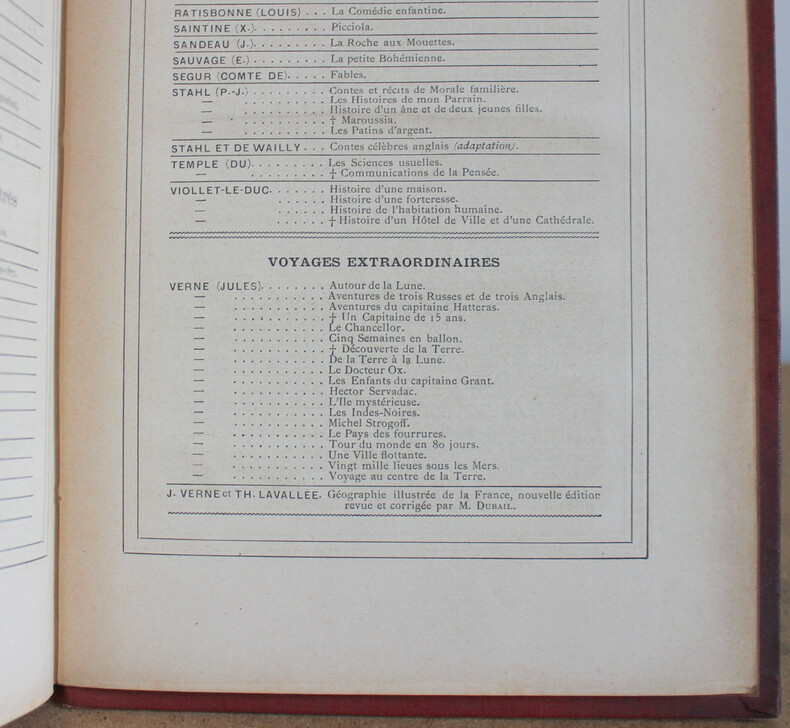 RATISBONNE (LOUIS) . . . La Comédie enfantine.
SAINTINE (X.). . . . . . . . . Picciola.
SANDEAU (J.). . . . . . . . . La Roche aux Mouettes.
SAUVAGE (E.) . . . . . . . . La petite Bohémienne.
SEGUR (COMTE DE). . . . . Fables.
STAHL (P.-J.) . . . . . . . . . Contes et récits de Morale familière.
— . . . . . . . . . Les Histoires de mon Parrain.
— . . . . . . . . . Histoire d'un âne et de deux jeunes filles.
— . . . . . . . . . † Maroussia.
— . . . . . . . . . Les Patins d'argent.
STAHL ET DE WAILLY . . . Contes célèbres anglais (adaptation).
TEMPLE (DU). . . . . . . . . Les Sciences usuelles.
— . . . . . . . . . † Communications de la Pensée.
VIOLLET-LE-DUC. . . . . . . Histoire d'une maison.
— . . . . . . Histoire d'une forteresse.
— . . . . . . Histoire de l'habitation humaine.
— . . . . . . † Histoire d'un Hôtel de Ville et d'une Cathédrale.
VOYAGES EXTRAORDINAIRES
VERNE (JULES). . . . . . . . Autour de la Lune.
— . . . . . . . . . . . Aventures de trois Russes et de trois Anglais.
— . . . . . . . . . . . Aventures du capitaine Hatteras.
— . . . . . . . . . . . † Un Capitaine de 15 ans.
— . . . . . . . . . . . Le Chancellor.
— . . . . . . . . . . . Cinq Semaines en ballon.
— . . . . . . . . . . . † Découverte de la Terre.
— . . . . . . . . . . . De la Terre à la Lune.
— . . . . . . . . . . . Le Docteur Ox.
— . . . . . . . . . . . Les Enfants du capitaine Grant.
— . . . . . . . . . . . Hector Servadac.
— . . . . . . . . . . . L'Ile mystérieuse.
— . . . . . . . . . . . Les Indes-Noires.
— . . . . . . . . . . . Michel Strogoff.
— . . . . . . . . . . . Le Pays des fourrures.
— . . . . . . . . . . . Tour du monde en 80 jours.
— . . . . . . . . . . . Une Ville flottante.
— . . . . . . . . . . . Vingt mille lieues sous les Mers.
— . . . . . . . . . . . Voyage au centre de la Terre.
J. VERNE et TH. LAVALLÉE. Géographie illustrée de la France, nouvelle édition
revue et corrigée par M. DUBAIL.